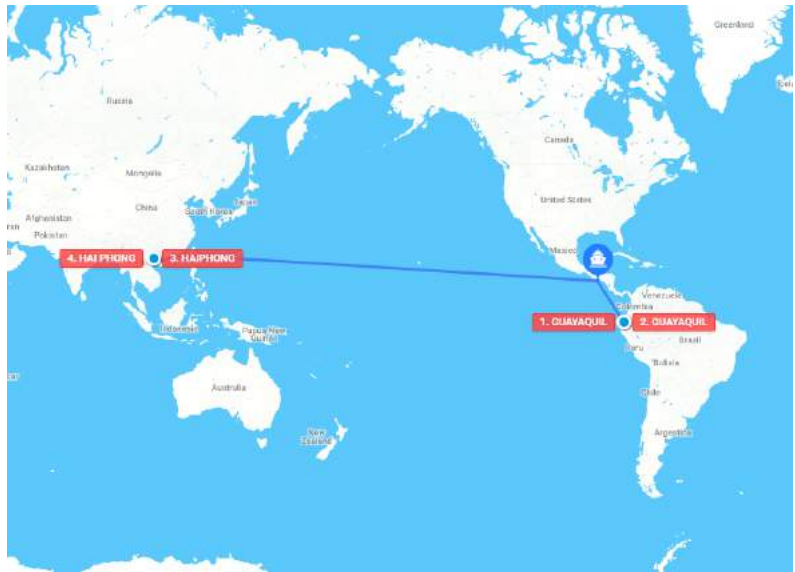 Greenland
Russia
Canada
Kazakhstan
Mongolia
United States
China
South Korea
Japan
Afghanistan
Pakistan
Mexico
4. HAI PHONG
3. HAIPHONG
Venezuela
Colombia
1. GUAYAQUIL
2. GUAYAQUIL
Indonesia
Papua New
Guinea
Brazil
Peru
Bolivia
Australia
Chile
New
Zealand
Argentina